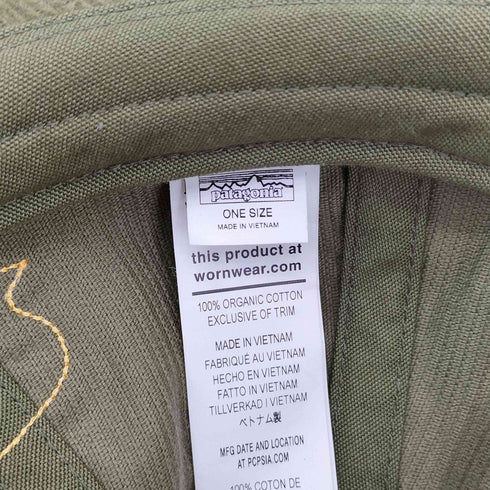 patagonia
ONE SIZE
MADE IN VIETNAM
this product at
wornwear.com
100% ORGANIC COTTON
EXCLUSIVE OF TRIM
MADE IN VIETNAM
FABRIQUÉ AU VIETNAM
HECHO EN VIETNAM
FATTO IN VIETNAM
TILLVERKAD I VIETNAM
ベトナム製
MFG DATE AND LOCATION
AT PCPSIA.COM
100% COTON DE